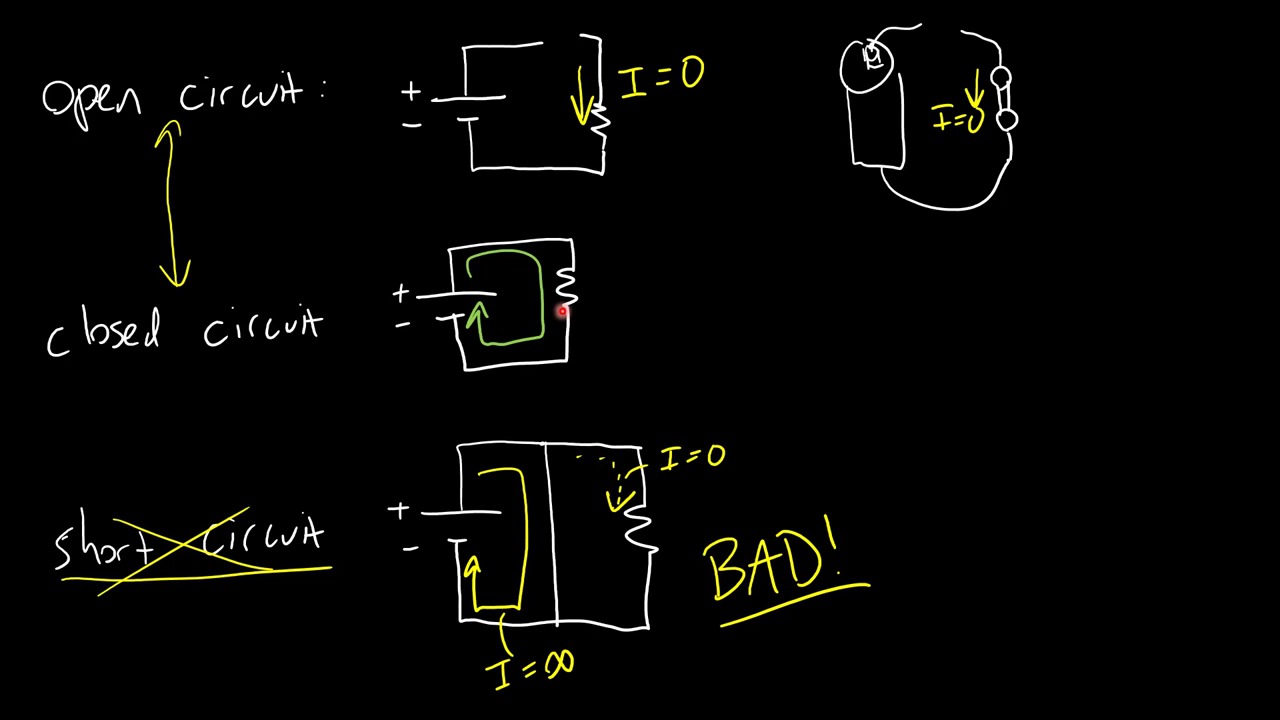 open circuit:
+
−
I=0
I=0
closed circuit
+
−
short circuit
+
−
I=0
BAD!
I=∞